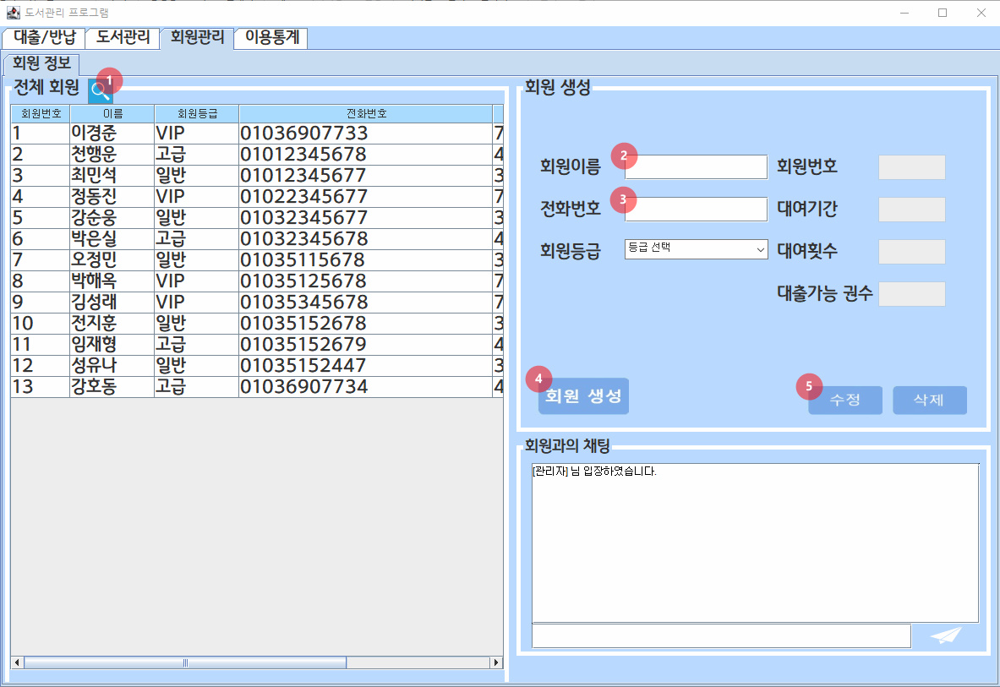 도서관리 프로그램
대출/반납 도서관리 회원관리 이용통계
회원 정보
전체 회원 1
회원번호 이름 회원등급 전화번호
1 이경준 VIP 01036907733 7
2 천행운 고급 01012345678 4
3 최민석 일반 01012345677 3
4 정동진 VIP 01022345677 7
5 강순웅 일반 01032345677 3
6 박은실 고급 01032345678 4
7 오정민 일반 01035115678 3
8 박해옥 VIP 01035125678 7
9 김성래 VIP 01035345678 7
10 전지훈 일반 01035152678 3
11 임재형 고급 01035152679 4
12 성유나 일반 01035152447 3
13 강호동 고급 01036907734 4
회원 생성
회원이름 2 회원번호
전화번호 3 대여기간
회원등급 등급 선택 대여횟수
대출가능 권수
4 회원 생성 5 수정 삭제
회원과의 채팅
[관리자] 님 입장하였습니다.